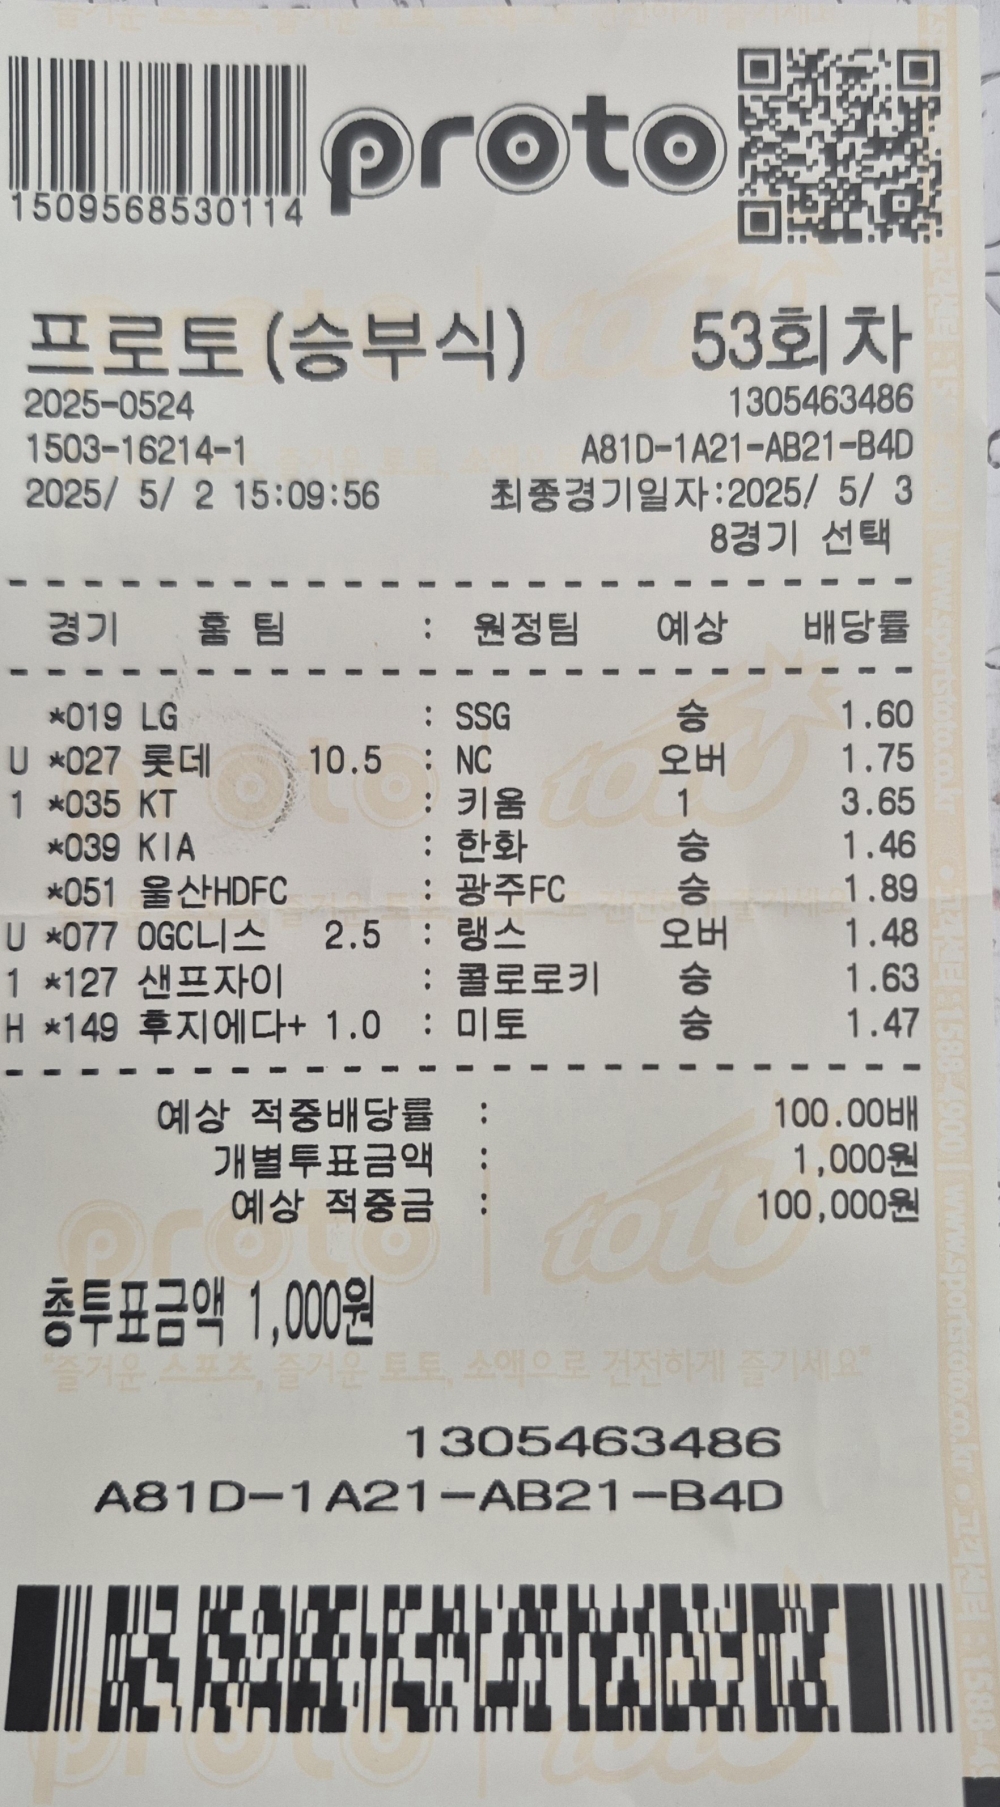 1509568530114
proto
프로토(승부식) 53회차
2025-0524 1305463486
1503-16214-1 A81D-1A21-AB21-B4D
2025/ 5/ 2 15:09:56 최종경기일자:2025/ 5/ 3
8경기 선택
경기 홈 팀 : 원정팀 예상 배당률
*019 LG : SSG 승 1.60
U *027 롯데 10.5 : NC 오버 1.75
1 *035 KT : 키움 1 3.65
*039 KIA : 한화 승 1.46
*051 울산HDFC : 광주FC 승 1.89
U *077 OGC니스 2.5 : 랭스 오버 1.48
1 *127 샌프자이 : 콜로로키 승 1.63
H *149 후지에다+ 1.0 : 미토 승 1.47
예상 적중배당률 : 100.00배
개별투표금액 : 1,000원
예상 적중금 : 100,000원
총투표금액 1,000원
"즐거운 스포츠, 즐거운 토토, 소액으로 건전하게 즐기세요"
1305463486
A81D-1A21-AB21-B4D